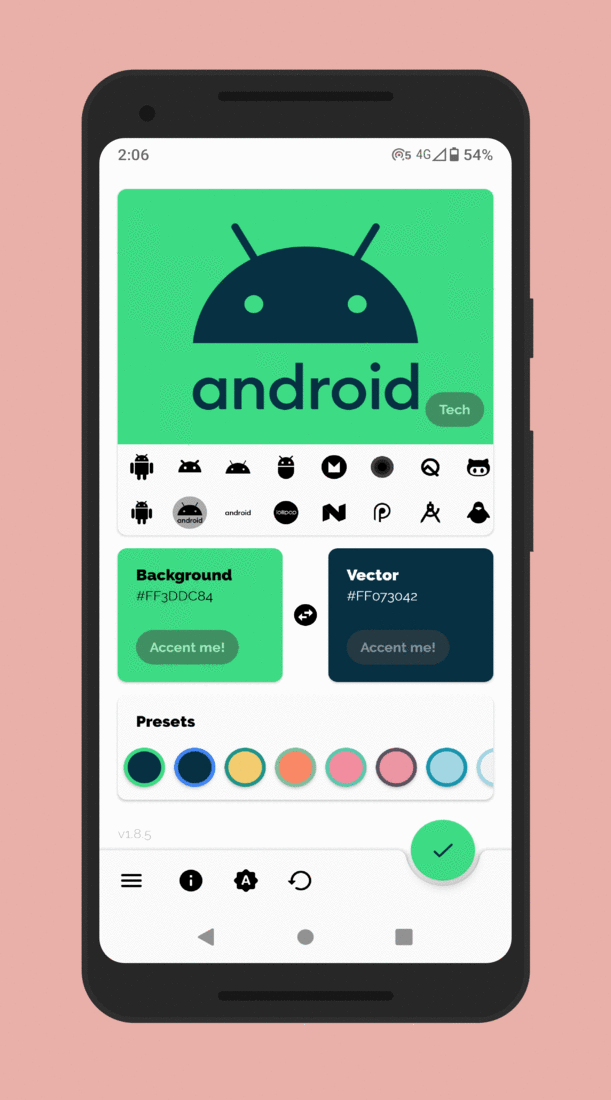 2:06 5 4G 54%
android
Tech
android android lollipop
Background
#FF3DDC84
Accent me!
Vector
#FF073042
Accent me!
Presets
v1.8.5
A